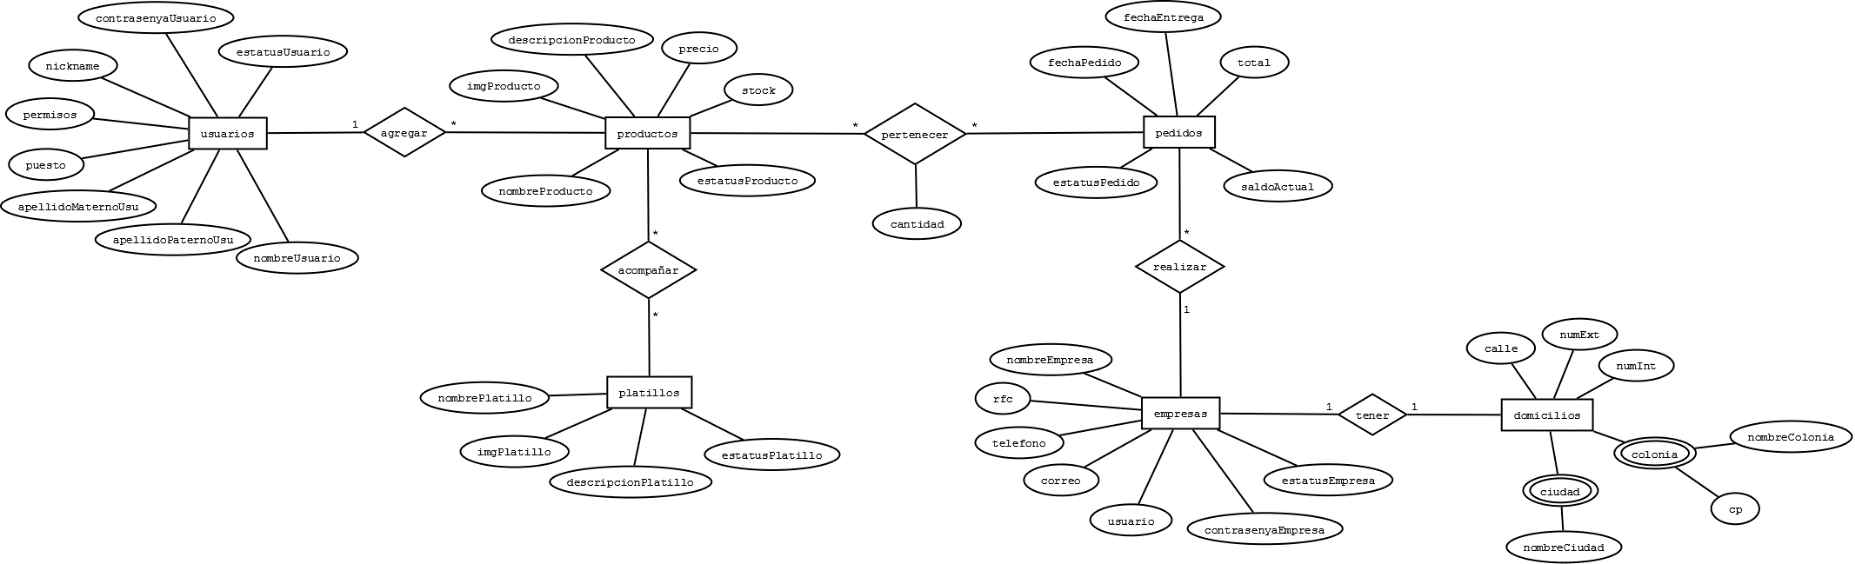 contrasenyaUsuario
estatusUsuario
nickname
permisos
usuarios
puesto
apellidoMaternoUsu
apellidoPaternoUsu
nombreUsuario
1
agregar
*
descripcionProducto
precio
imgProducto
stock
productos
nombreProducto
estatusProducto
*
pertenecer
*
cantidad
fechaEntrega
fechaPedido
total
pedidos
estatusPedido
saldoActual
*
acompañar
*
platillos
nombrePlatillo
imgPlatillo
estatusPlatillo
descripcionPlatillo
*
realizar
1
nombreEmpresa
rfc
empresas
telefono
correo
usuario
contrasenyaEmpresa
estatusEmpresa
1
tener
1
calle
numExt
numInt
domicilios
colonia
nombreColonia
cp
ciudad
nombreCiudad